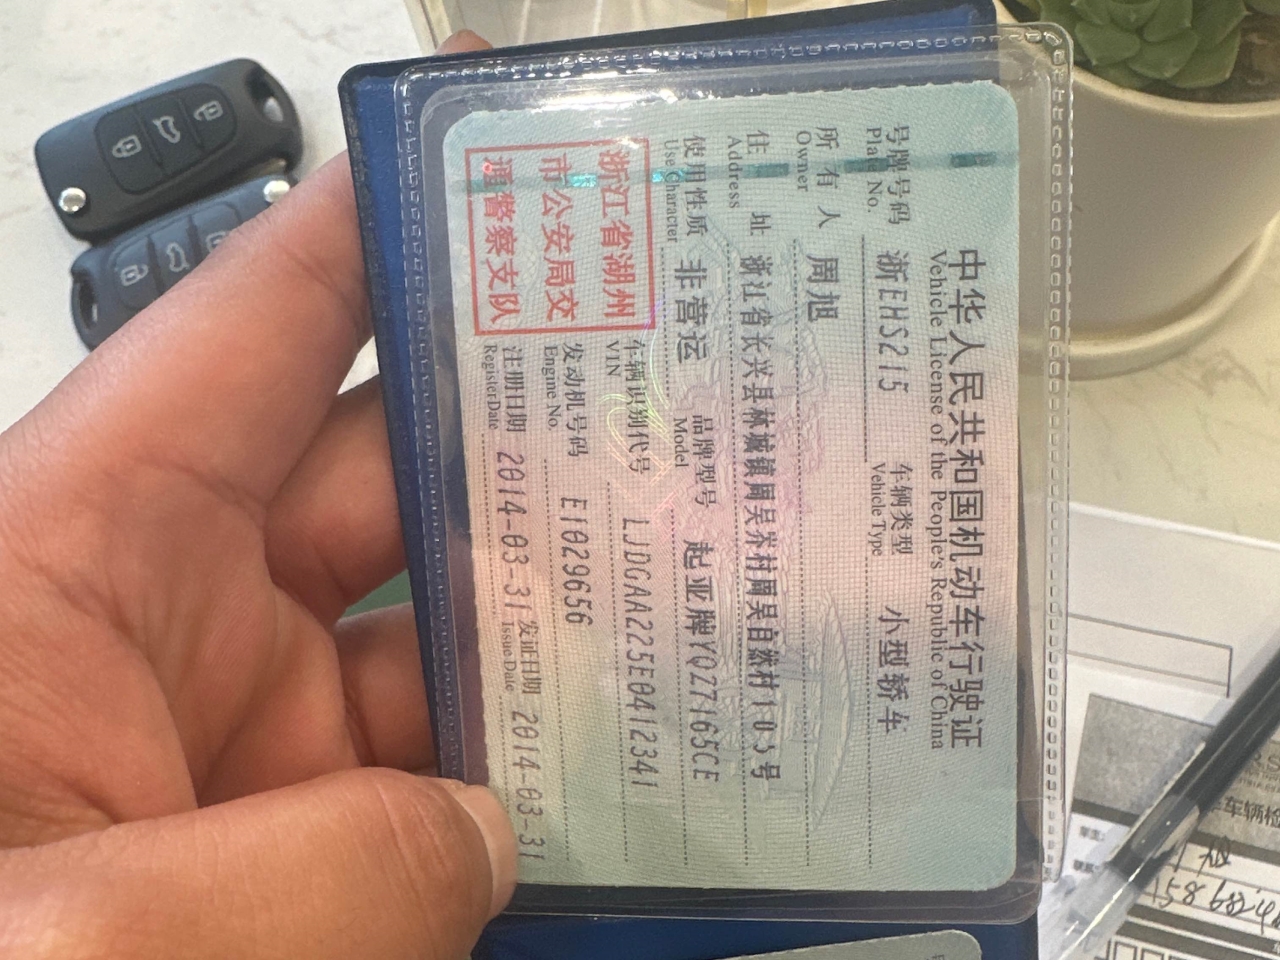 中华人民共和国机动车行驶证
Vehicle License of the People's Republic of China
号牌号码 浙EHS215 车辆类型 小型轿车
Plate No. Vehicle Type
所有人 周旭
Owner
住址 浙江省长兴县林城镇周吴岕村周吴自然村103号
Address
使用性质 非营运 品牌型号 起亚牌YQZ7165CE
Use Character Model
浙江省湖州
市公安局交
通警察支队
车辆识别代号 LJDGAA225E0412341
VIN
发动机号码 E1029656
Engine No.
注册日期 2014-03-31 发证日期 2014-03-31
Register Date Issue Date
车辆检